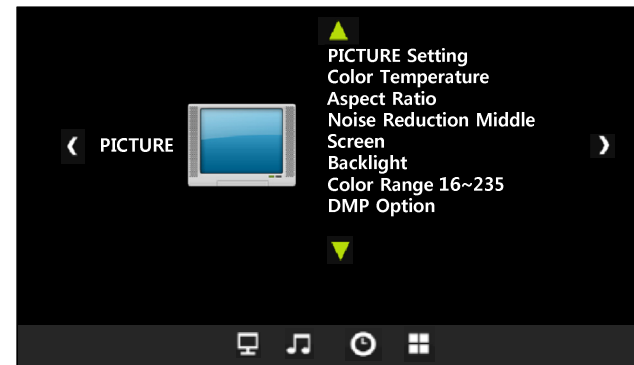 PICTURE
PICTURE Setting
Color Temperature
Aspect Ratio
Noise Reduction Middle
Screen
Backlight
Color Range 16~235
DMP Option